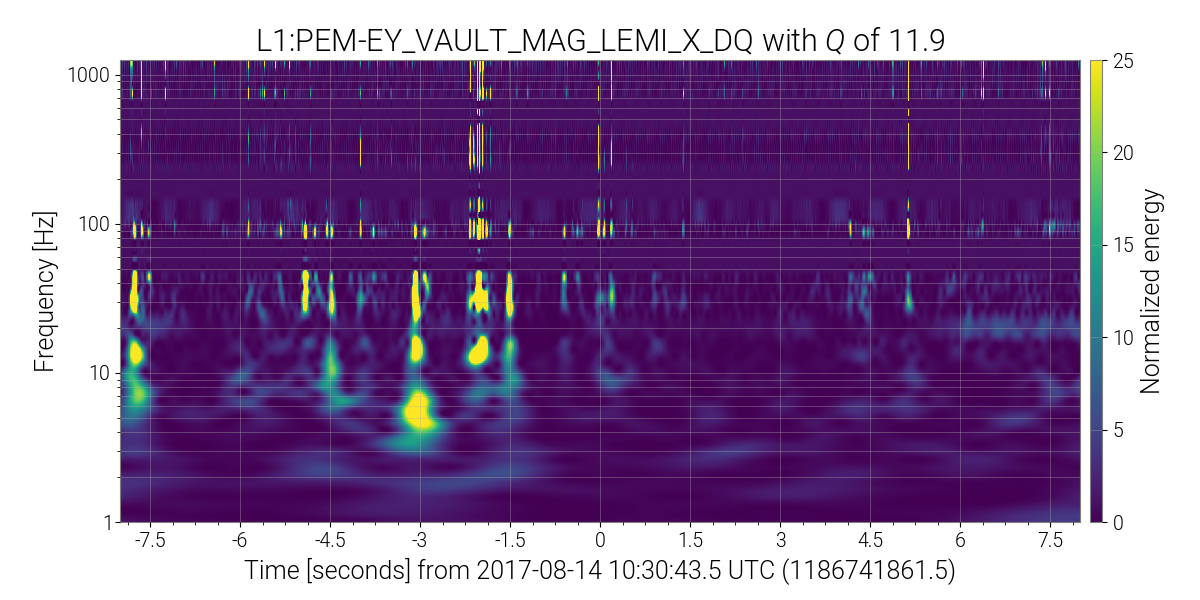 L1:PEM-EY_VAULT_MAG_LEMI_X_DQ with Q of 11.9
1000
100
10
1
Frequency [Hz]
-7.5 -6 -4.5 -3 -1.5 0 1.5 3 4.5 6 7.5
Time [seconds] from 2017-08-14 10:30:43.5 UTC (1186741861.5)
25
20
15
10
5
0
Normalized energy